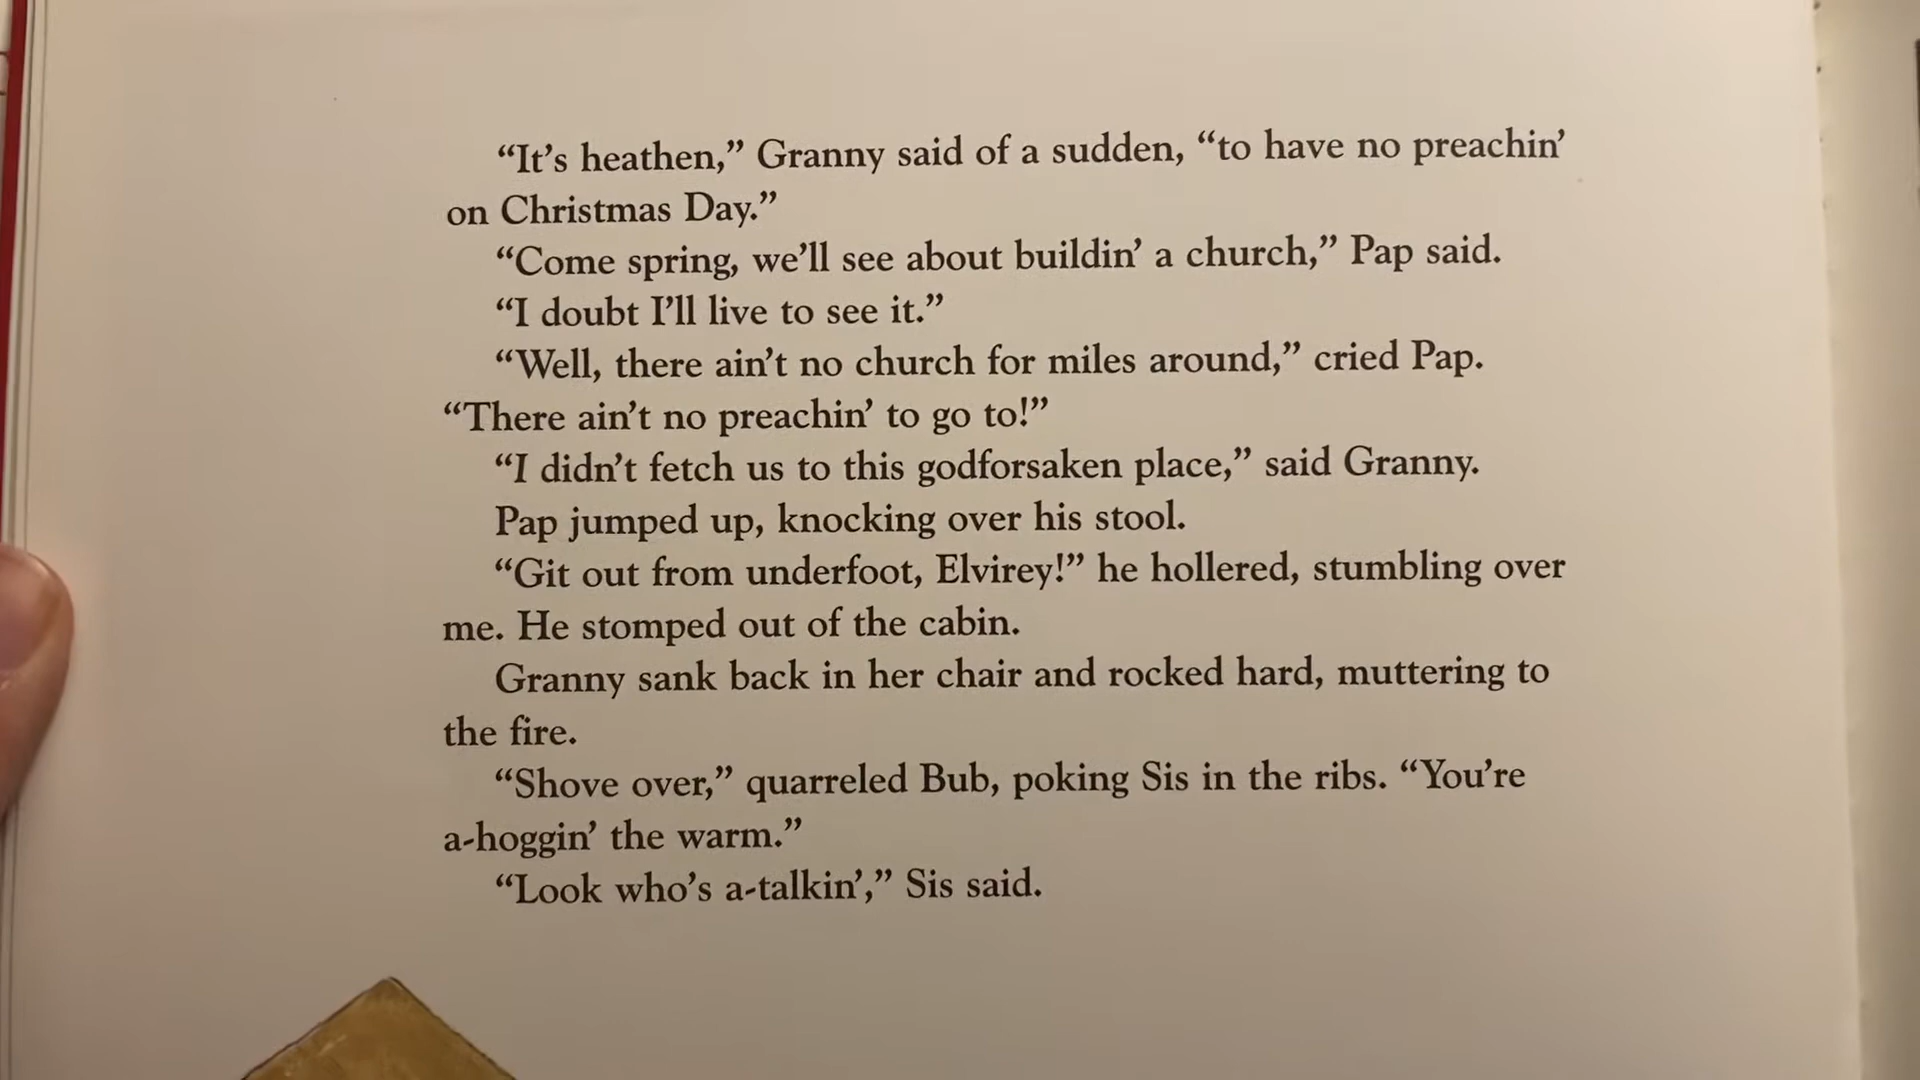 “It’s heathen,” Granny said of a sudden, “to have no preachin’
on Christmas Day.”
“Come spring, we’ll see about buildin’ a church,” Pap said.
“I doubt I’ll live to see it.”
“Well, there ain’t no church for miles around,” cried Pap.
“There ain’t no preachin’ to go to!”
“I didn’t fetch us to this godforsaken place,” said Granny.
Pap jumped up, knocking over his stool.
“Git out from underfoot, Elvirey!” he hollered, stumbling over
me. He stomped out of the cabin.
Granny sank back in her chair and rocked hard, muttering to
the fire.
“Shove over,” quarreled Bub, poking Sis in the ribs. “You’re
a-hoggin’ the warm.”
“Look who’s a-talkin’,” Sis said.